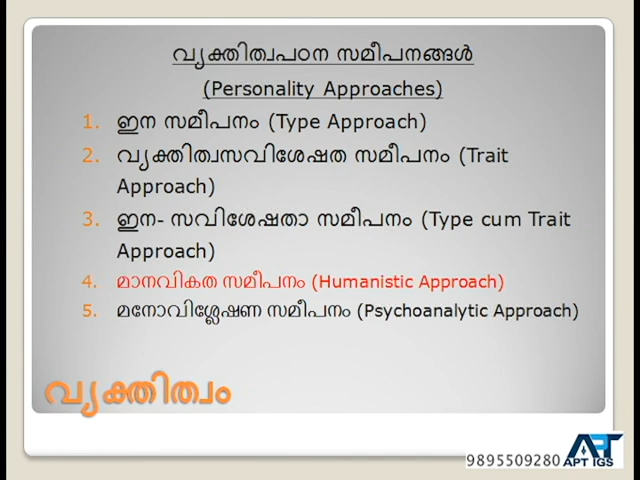 വ്യക്തിത്വപഠന സമീപനങ്ങൾ
(Personality Approaches)
1. ഇന സമീപനം (Type Approach)
2. വ്യക്തിത്വസവിശേഷത സമീപനം (Trait
Approach)
3. ഇന- സവിശേഷതാ സമീപനം (Type cum Trait
Approach)
4. മാനവികത സമീപനം (Humanistic Approach)
5. മനോവിശ്ലേഷണ സമീപനം (Psychoanalytic Approach)
വ്യക്തിത്വം
9895509280
APT
APT IGS